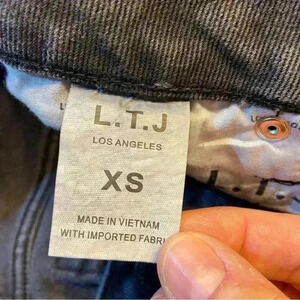 L.T.J
LOS ANGELES
XS
MADE IN VIETNAM
WITH IMPORTED FABRI
L.T.J